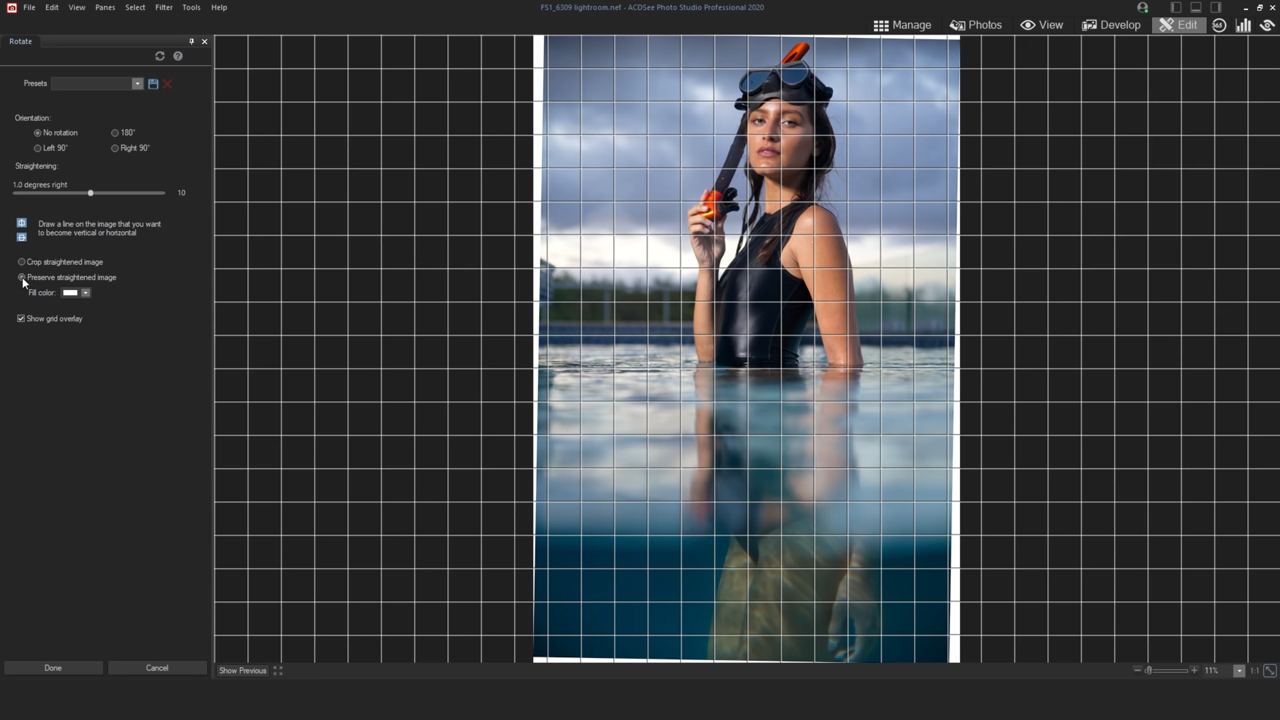 File Edit View Panes Select Filter Tools Help
FS1_6309 lightroom.nef - ACDSee Photo Studio Professional 2020
Manage Photos View Develop Edit 365
Rotate
Presets
Orientation:
No rotation 180°
Left 90° Right 90°
Straightening:
1.0 degrees right
10
Draw a line on the image that you want
to become vertical or horizontal
Crop straightened image
Preserve straightened image
Fill color:
Show grid overlay
Done Cancel
Show Previous
11% 1:1